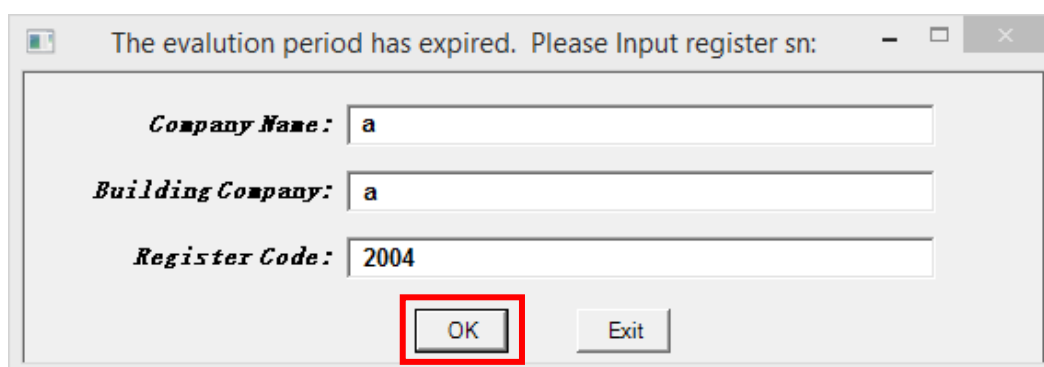 The evalution period has expired.  Please Input register sn:
Company Name: a
Building Company: a
Register Code: 2004
OK Exit